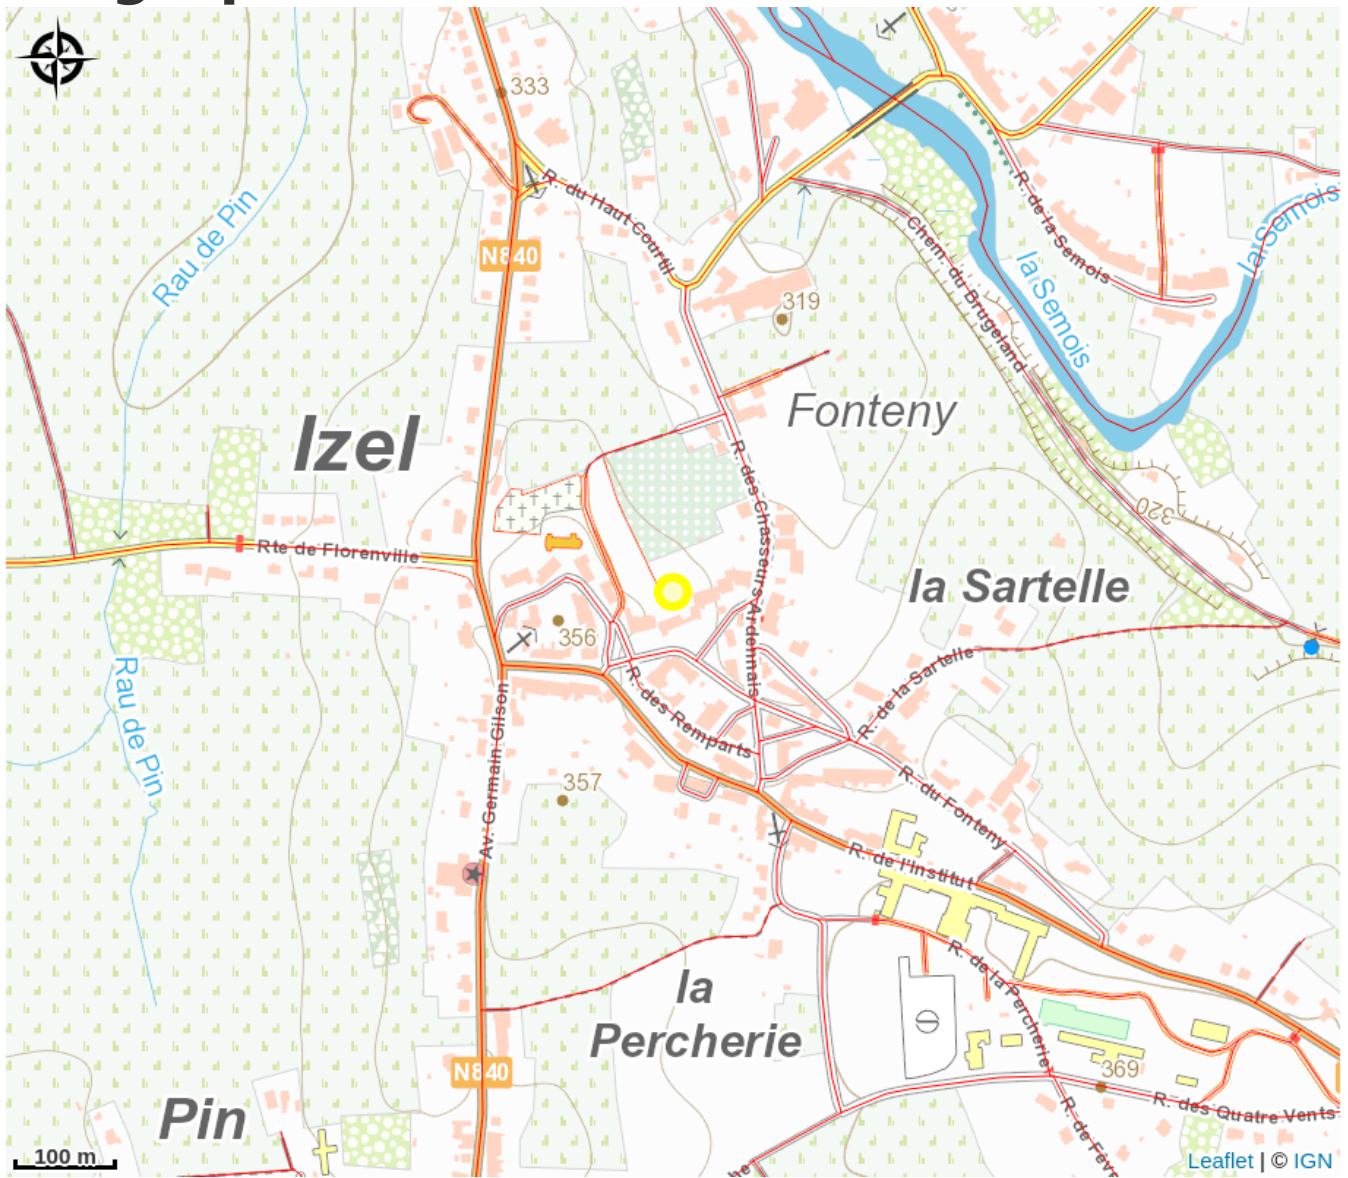 333
R. du Haut Courtil
Rau de Pin
N840
R. de la Semois
la Semois
Chem. du Brugeland
la Semois
319
Izel
Fonteny
R. des Chasseurs Ardennais
320
Rte de Florenville
la Sartelle
356
R. de la Sartelle
Rau de Pin
R. des Remparts
Av. Germain Gilson
357
R. du Fonteny
R. de l'Institut
R. de la Percherie
la
Percherie
N840
369
Pin
R. des Quatre Vents
100 m
Leaflet | © IGN